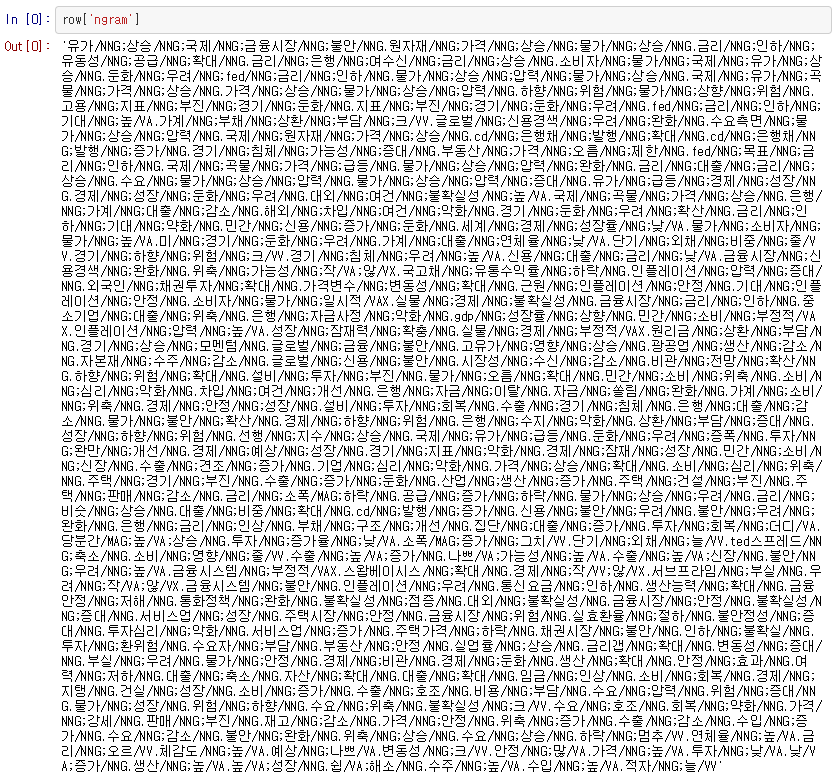 In [0]: row['ngram']
Out[0]: '유가/NNG;상승/NNG;국제/NNG;금융시장/NNG;불안/NNG.원자재/NNG;가격/NNG;상승/NNG;물가/NNG;상승/NNG.금리/NNG;인하/NNG;
유동성/NNG;공급/NNG;확대/NNG.금리/NNG;은행/NNG;여수신/NNG;금리/NNG;상승/NNG.소비자/NNG;물가/NNG;국제/NNG;유가/NNG;상
승/NNG.둔화/NNG;우려/NNG;fed/NNG;금리/NNG;인하/NNG.물가/NNG;상승/NNG;압력/NNG;물가/NNG;상승/NNG.국제/NNG;유가/NNG;곡
물/NNG;가격/NNG;상승/NNG.가격/NNG;상승/NNG;물가/NNG;상승/NNG;압력/NNG.하향/NNG;위험/NNG;물가/NNG;상향/NNG;위험/NNG.
고용/NNG;지표/NNG;부진/NNG;경기/NNG;둔화/NNG.지표/NNG;부진/NNG;경기/NNG;둔화/NNG;우려/NNG.fed/NNG;금리/NNG;인하/NNG;
기대/NNG;높/VA.가계/NNG;부채/NNG;상환/NNG;부담/NNG;크/VV.글로벌/NNG;신용경색/NNG;우려/NNG;완화/NNG.수요측면/NNG;물
가/NNG;상승/NNG;압력/NNG.국제/NNG;원자재/NNG;가격/NNG;상승/NNG.cd/NNG;은행채/NNG;발행/NNG;확대/NNG.cd/NNG;은행채/NN
G;발행/NNG;증가/NNG.경기/NNG;침체/NNG;가능성/NNG;증대/NNG.부동산/NNG;가격/NNG;오름/NNG;제한/NNG.fed/NNG;목표/NNG;금
리/NNG;인하/NNG.국제/NNG;곡물/NNG;가격/NNG;급등/NNG.물가/NNG;상승/NNG;압력/NNG;완화/NNG.금리/NNG;대출/NNG;금리/NNG;
상승/NNG.수요/NNG;물가/NNG;상승/NNG;압력/NNG.물가/NNG;상승/NNG;압력/NNG;증대/NNG.유가/NNG;급등/NNG;경제/NNG;성장/NN
G.경제/NNG;성장/NNG;둔화/NNG;우려/NNG.대외/NNG;여건/NNG;불확실성/NNG;높/VA.국제/NNG;곡물/NNG;가격/NNG;상승/NNG.은행/
NNG;가계/NNG;대출/NNG;감소/NNG.해외/NNG;차입/NNG;여건/NNG;악화/NNG.경기/NNG;둔화/NNG;우려/NNG;확산/NNG.금리/NNG;인
하/NNG;기대/NNG;약화/NNG.민간/NNG;신용/NNG;증가/NNG;둔화/NNG.세계/NNG;경제/NNG;성장률/NNG;낮/VA.물가/NNG;소비자/NNG;
물가/NNG;높/VA.미/NNG;경기/NNG;둔화/NNG;우려/NNG.가계/NNG;대출/NNG;연체율/NNG;낮/VA.단기/NNG;외채/NNG;비중/NNG;줄/V
V.경기/NNG;하향/NNG;위험/NNG;크/VV.경기/NNG;침체/NNG;우려/NNG;높/VA.신용/NNG;대출/NNG;금리/NNG;낮/VA.금융시장/NNG;신
용경색/NNG;완화/NNG.위축/NNG;가능성/NNG;작/VA;않/VX.국고채/NNG;유통수익률/NNG;하락/NNG.인플레이션/NNG;압력/NNG;증대/
NNG.외국인/NNG;채권투자/NNG;확대/NNG.가격변수/NNG;변동성/NNG;확대/NNG.근원/NNG;인플레이션/NNG;안정/NNG.기대/NNG;인플
레이션/NNG;안정/NNG.소비자/NNG;물가/NNG;일시적/VAX.실물/NNG;경제/NNG;불확실성/NNG.금융시장/NNG;금리/NNG;인하/NNG.중
소기업/NNG;대출/NNG;위축/NNG.은행/NNG;자금사정/NNG;악화/NNG.gdp/NNG;성장률/NNG;상향/NNG.민간/NNG;소비/NNG;부정적/VA
X.인플레이션/NNG;압력/NNG;높/VA.성장/NNG;잠재력/NNG;확충/NNG.실물/NNG;경제/NNG;부정적/VAX.원리금/NNG;상환/NNG;부담/NN
G.경기/NNG;상승/NNG;모멘텀/NNG.글로벌/NNG;금융/NNG;불안/NNG.고유가/NNG;영향/NNG;상승/NNG.광공업/NNG;생산/NNG;감소/NN
G.자본재/NNG;수주/NNG;감소/NNG.글로벌/NNG;신용/NNG;불안/NNG.시장성/NNG;수신/NNG;감소/NNG.비관/NNG;전망/NNG;확산/NN
G.하향/NNG;위험/NNG;확대/NNG.설비/NNG;투자/NNG;부진/NNG.물가/NNG;오름/NNG;확대/NNG.민간/NNG;소비/NNG;위축/NNG.소비/NN
G;심리/NNG;악화/NNG.차입/NNG;여건/NNG;개선/NNG.은행/NNG;자금/NNG;이탈/NNG.자금/NNG;쏠림/NNG;완화/NNG.가계/NNG;소비/NN
G;위축/NNG.경제/NNG;안정/NNG;성장/NNG.설비/NNG;투자/NNG;회복/NNG.수출/NNG;경기/NNG;침체/NNG.은행/NNG;대출/NNG;감
소/NNG.물가/NNG;불안/NNG;확산/NNG.경제/NNG;하향/NNG;위험/NNG.은행/NNG;수지/NNG;악화/NNG.상환/NNG;부담/NNG;증대/NNG.
성장/NNG;하향/NNG;위험/NNG.선행/NNG;지수/NNG;상승/NNG.국제/NNG;유가/NNG;급등/NNG.둔화/NNG;우려/NNG;증폭/NNG.투자/NNG;
완만/NNG;개선/NNG.경제/NNG;예상/NNG;성장/NNG.경기/NNG;지표/NNG;악화/NNG.경제/NNG;잠재/NNG;성장/NNG.민간/NNG;소비/NN
G;신장/NNG.수출/NNG;견조/NNG;증가/NNG.기업/NNG;심리/NNG;악화/NNG.가격/NNG;상승/NNG;확대/NNG.소비/NNG;심리/NNG;위축/NN
G.주택/NNG;경기/NNG;부진/NNG.수출/NNG;증가/NNG;둔화/NNG.산업/NNG;생산/NNG;증가/NNG.주택/NNG;건설/NNG;부진/NNG.주
택/NNG;판매/NNG;감소/NNG.금리/NNG;소폭/MAG;하락/NNG.공급/NNG;증가/NNG;하락/NNG.물가/NNG;상승/NNG;우려/NNG.금리/NNG;
비슷/NNG;상승/NNG.대출/NNG;비중/NNG;확대/NNG.cd/NNG;발행/NNG;증가/NNG.신용/NNG;불안/NNG;우려/NNG.불안/NNG;우려/NNG;
완화/NNG.은행/NNG;금리/NNG;인상/NNG.부채/NNG;구조/NNG;개선/NNG.집단/NNG;대출/NNG;증가/NNG.투자/NNG;회복/NNG;더디/VA.
당분간/MAG;높/VA;상승/NNG.투자/NNG;증가율/NNG;낮/VA.소폭/MAG;증가/NNG;그치/VV.단기/NNG;외채/NNG;늘/VV.ted스프레드/NN
G;축소/NNG.소비/NNG;영향/NNG;줄/VV.수출/NNG;높/VA;증가/NNG.나쁘/VA;가능성/NNG;높/VA.수출/NNG;높/VA;신장/NNG.불안/NN
G;우려/NNG;높/VA.금융시스템/NNG;부정적/VAX.스왑베이시스/NNG;확대/NNG.경제/NNG;작/VV;않/VX.서브프라임/NNG;부실/NNG.우
려/NNG;작/VA;않/VX.금융시스템/NNG;불안/NNG.인플레이션/NNG;우려/NNG.통신요금/NNG;인하/NNG.생산능력/NNG;확대/NNG.금융
안정/NNG;저해/NNG.통화정책/NNG;완화/NNG.불확실성/NNG;점증/NNG.대외/NNG;불확실성/NNG.금융시장/NNG;안정/NNG.불확실성/N
NG;증대/NNG.서비스업/NNG;성장/NNG.주택시장/NNG;안정/NNG.금융시장/NNG;위험/NNG.실효환율/NNG;절하/NNG.불안정성/NNG;증
대/NNG.투자심리/NNG;악화/NNG.서비스업/NNG;증가/NNG.주택가격/NNG;하락/NNG.채권시장/NNG;불안/NNG.인하/NNG;불확실/NNG.
투자/NNG;환위험/NNG.수요자/NNG;부담/NNG.부동산/NNG;안정/NNG.실업률/NNG;상승/NNG.금리갭/NNG;확대/NNG.변동성/NNG;증대/N
NG.부실/NNG;우려/NNG.물가/NNG;안정/NNG.경제/NNG;비관/NNG.경제/NNG;둔화/NNG.생산/NNG;확대/NNG.안정/NNG;효과/NNG.여
력/NNG;저하/NNG.대출/NNG;축소/NNG.자산/NNG;확대/NNG.대출/NNG;확대/NNG.임금/NNG;인상/NNG.소비/NNG;회복/NNG.경제/NNG;
지탱/NNG.건실/NNG;성장/NNG.소비/NNG;증가/NNG.수출/NNG;호조/NNG.비용/NNG;부담/NNG.수요/NNG;압력/NNG.위험/NNG;증대/NN
G.물가/NNG;성장/NNG.위험/NNG;하향/NNG.수요/NNG;위축/NNG.불확실성/NNG;크/VV.수요/NNG;호조/NNG.회복/NNG;약화/NNG.가격/NN
G;강세/NNG.판매/NNG;부진/NNG.재고/NNG;감소/NNG.가격/NNG;안정/NNG.위축/NNG;증가/NNG.수출/NNG;감소/NNG.수입/NNG;증
가/NNG.수요/NNG;감소/NNG.불안/NNG;완화/NNG.위축/NNG;상승/NNG.수요/NNG;상승/NNG.하락/NNG;멈추/VV.연체율/NNG;높/VA.금
리/NNG;오르/VV.체감도/NNG;높/VA.예상/NNG;나쁘/VA.변동성/NNG;크/VV.안정/NNG;많/VA.가격/NNG;높/VA.투자/NNG;낮/VA.낮/V
A;증가/NNG.생산/NNG;높/VA.높/VA;성장/NNG.쉽/VA;해소/NNG.수주/NNG;높/VA.수입/NNG;높/VA.적자/NNG;늘/VV'